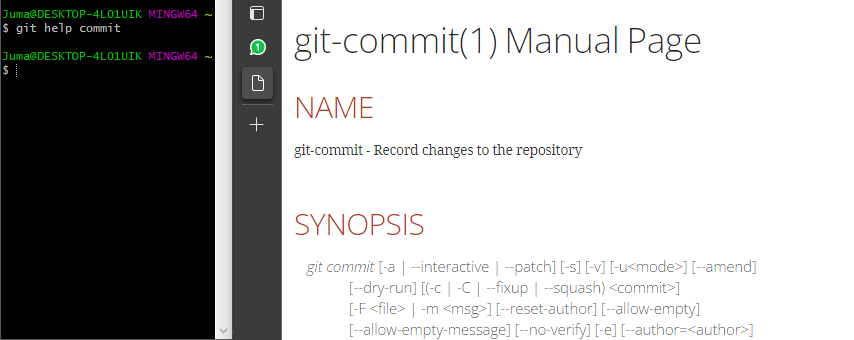 Juma@DESKTOP-4L01UIK MINGW64 ~
$ git help commit
Juma@DESKTOP-4L01UIK MINGW64 ~
$
1
git-commit(1) Manual Page
NAME
git-commit - Record changes to the repository
SYNOPSIS
git commit [-a | --interactive | --patch] [-s] [-v] [-u<mode>] [--amend]
[--dry-run] [(-c | -C | --fixup | --squash) <commit>]
[-F <file> | -m <msg>] [--reset-author] [--allow-empty]
[--allow-empty-message] [--no-verify] [-e] [--author=<author>]